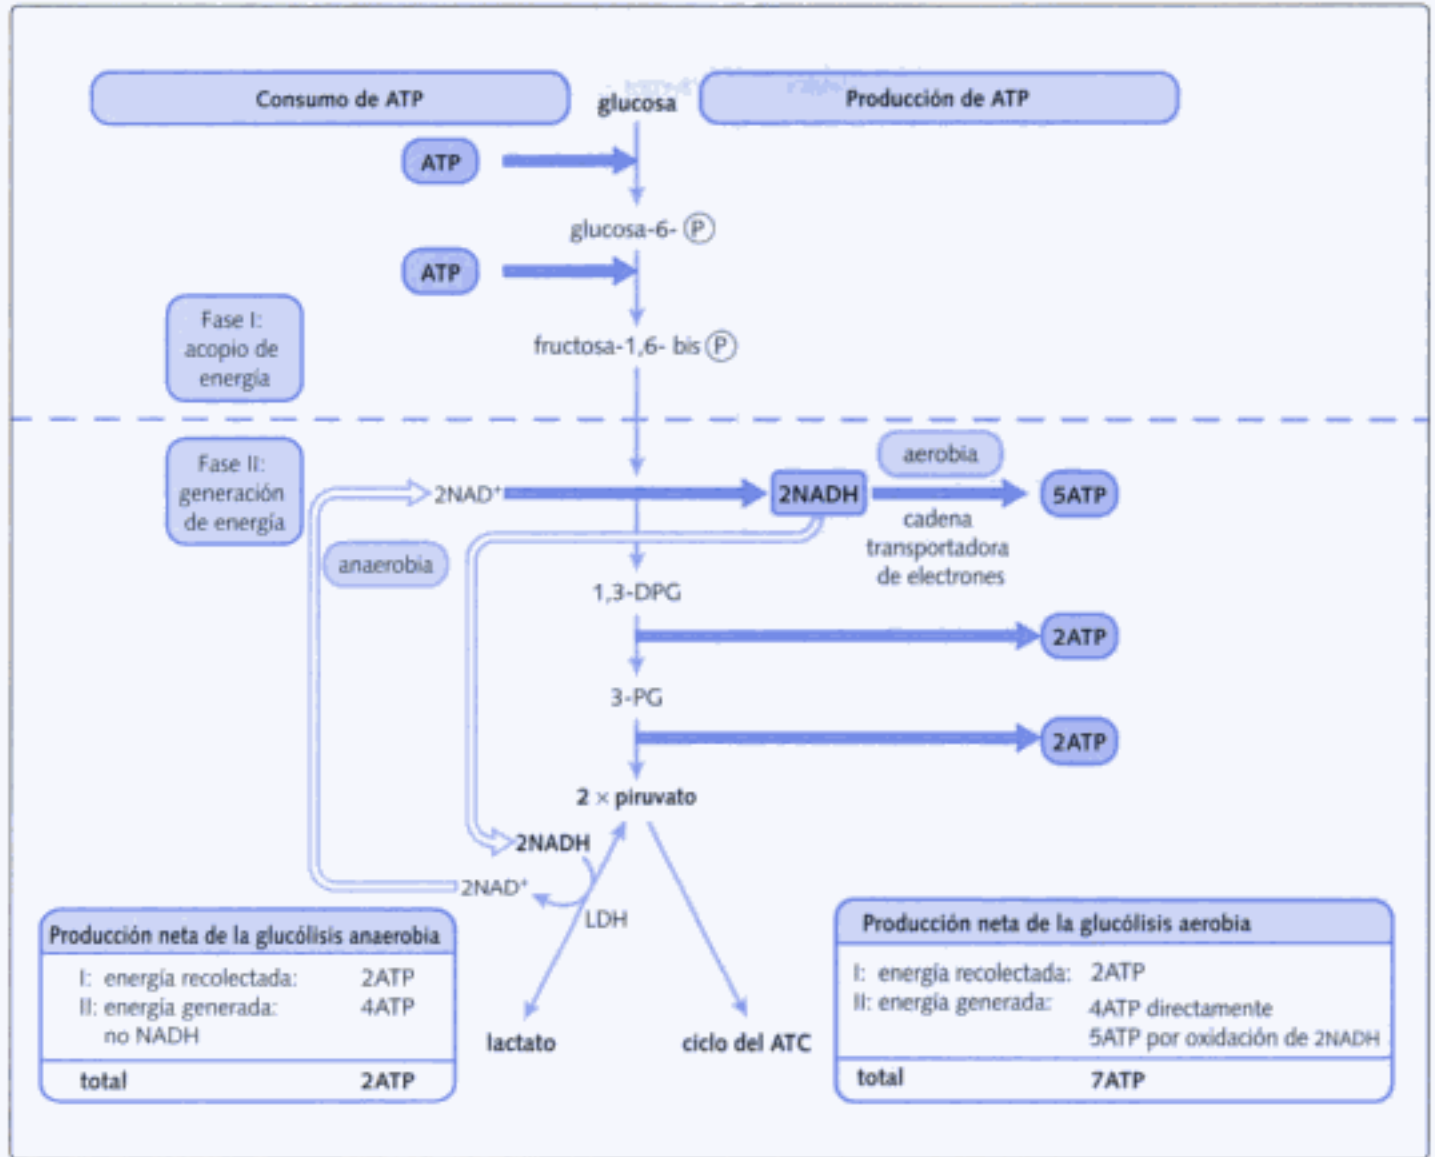 Consumo de ATP
glucosa
Producción de ATP
ATP
glucosa-6- P
ATP
Fase I:
acopio de
energía
fructosa-1,6- bis P
Fase II:
generación
de energía
2NAD⁺
2NADH
aerobia
5ATP
cadena
transportadora
de electrones
anaerobia
1,3-DPG
2ATP
3-PG
2ATP
2 × piruvato
2NADH
2NAD⁺
LDH
lactato
ciclo del ATC
Producción neta de la glucólisis anaerobia
I: energía recolectada: 2ATP
II: energía generada: 4ATP
no NADH
total 2ATP
Producción neta de la glucólisis aerobia
I: energía recolectada: 2ATP
II: energía generada: 4ATP directamente
5ATP por oxidación de 2NADH
total 7ATP